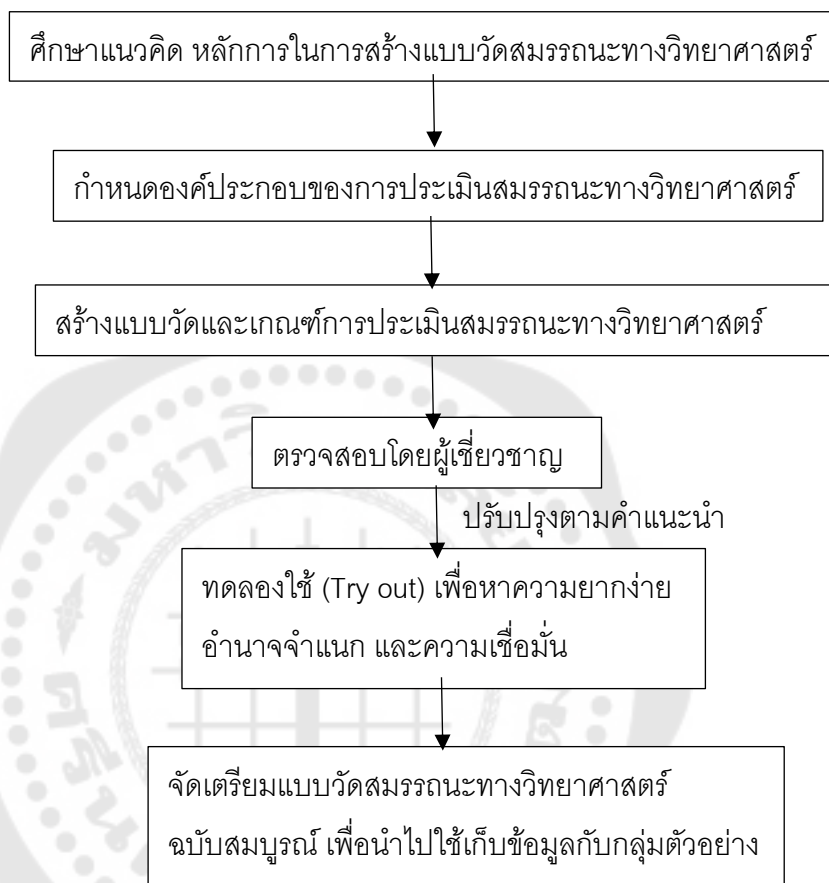 ศึกษาแนวคิด หลักการในการสร้างแบบวัดสมรรถนะทางวิทยาศาสตร์
กำหนดองค์ประกอบของการประเมินสมรรถนะทางวิทยาศาสตร์
สร้างแบบวัดและเกณฑ์การประเมินสมรรถนะทางวิทยาศาสตร์
ตรวจสอบโดยผู้เชี่ยวชาญ
ปรับปรุงตามคำแนะนำ
ทดลองใช้ (Try out) เพื่อหาความยากง่าย
อำนาจจำแนก และความเชื่อมั่น
จัดเตรียมแบบวัดสมรรถนะทางวิทยาศาสตร์
ฉบับสมบูรณ์ เพื่อนำไปใช้เก็บข้อมูลกับกลุ่มตัวอย่าง